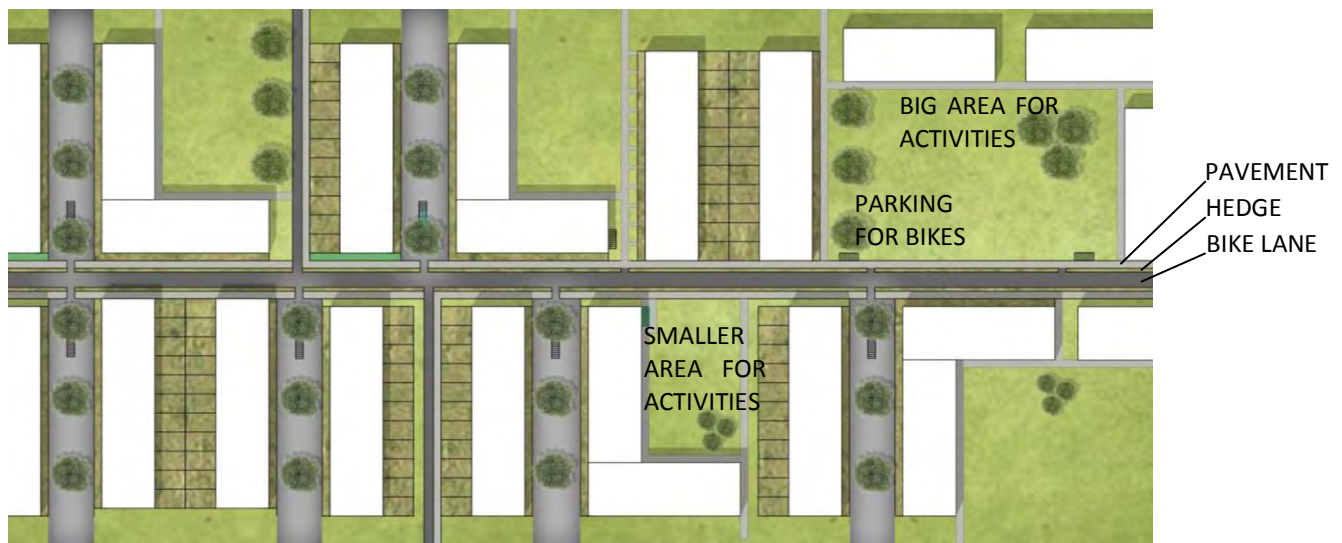 BIG AREA FOR
ACTIVITIES
PAVEMENT
HEDGE
BIKE LANE
PARKING
FOR BIKES
SMALLER
AREA FOR
ACTIVITIES